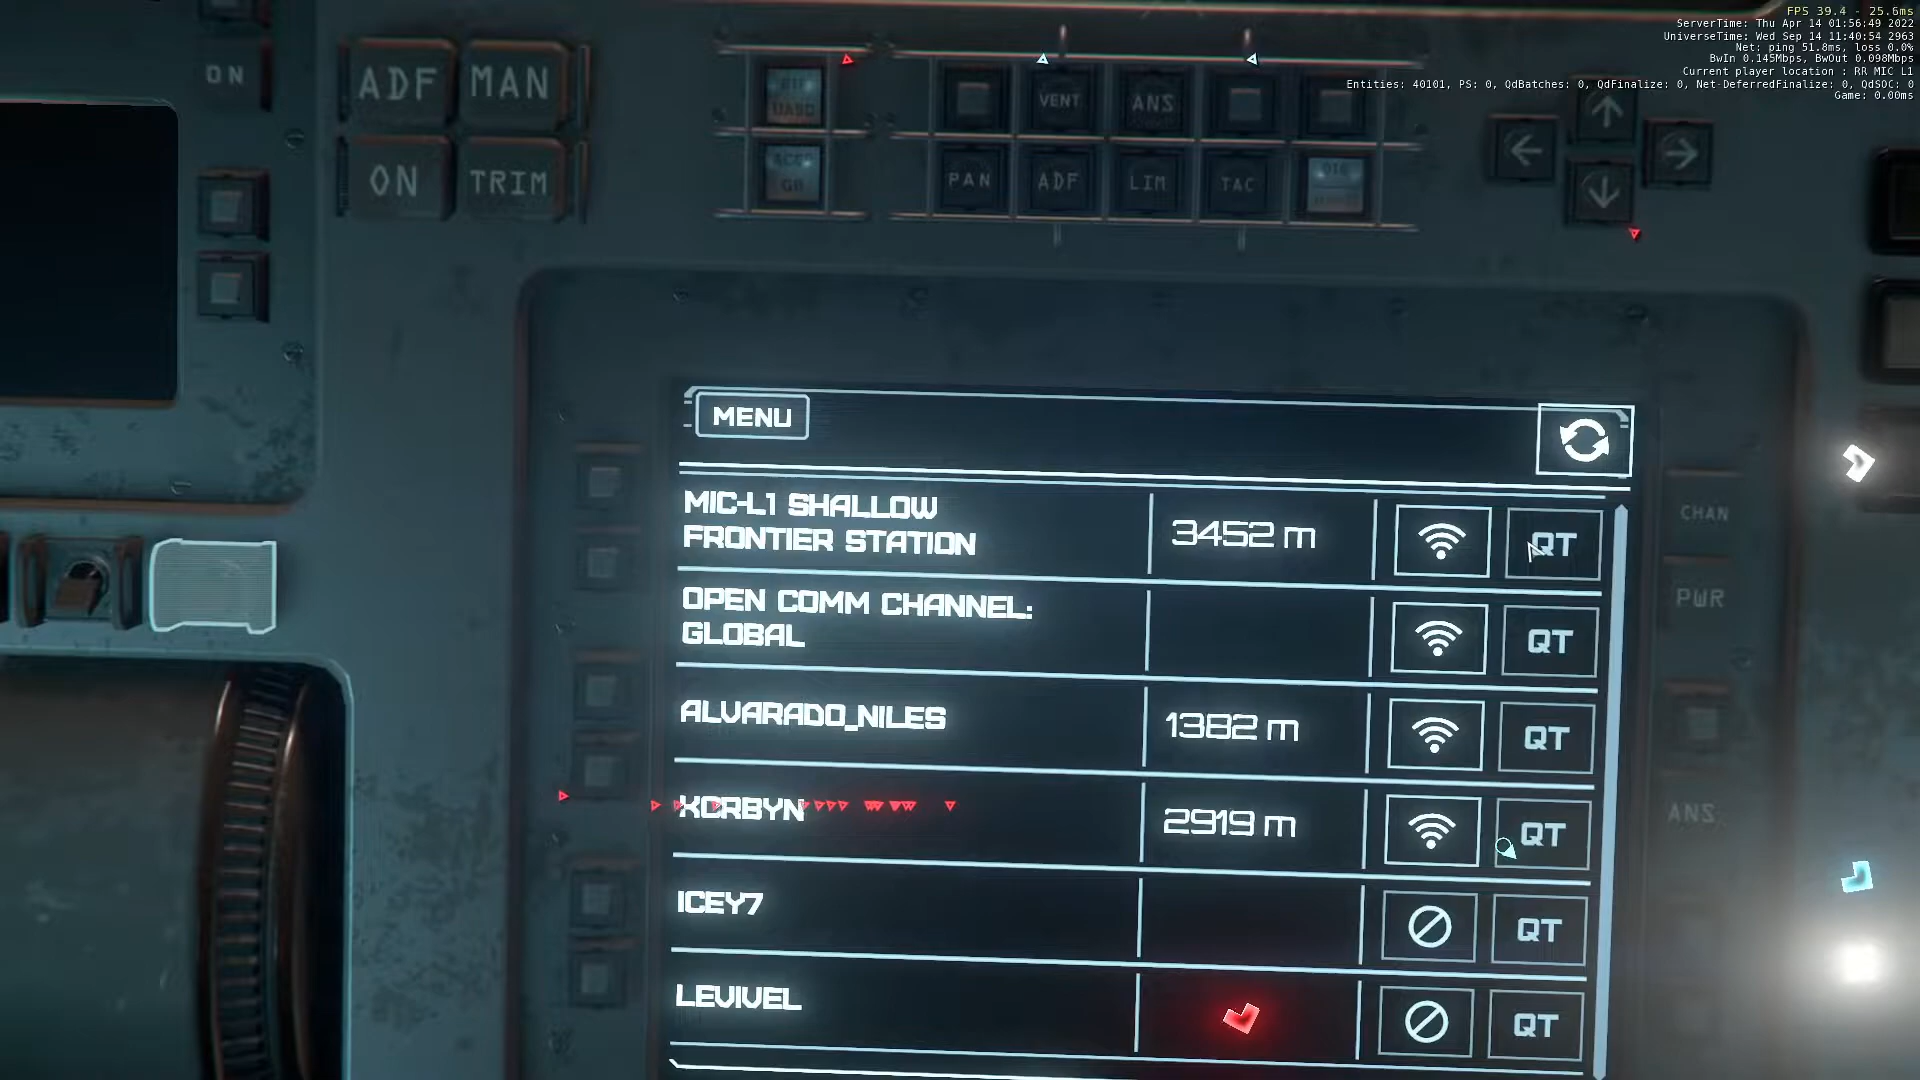 FPS 39.4 - 25.6ms
ServerTime: Thu Apr 14 01:56:49 2022
UniverseTime: Wed Sep 14 11:40:54 2963
Net: ping 51.8ms, loss 0.0%
BwIn 0.145Mbps, BwOut 0.098Mbps
Current player location : RR MIC L1
Entities: 40101, PS: 0, QdBatches: 0, QdFinalize: 0, Net-DeferredFinalize: 0, QdSOC: 0
Game: 0.00ms
ON
ADF MAN
ON TRIM
VENT ANS
GB PAN ADF LIM TAC
MENU
MIC-L1 SHALLOW
FRONTIER STATION 3452 m QT
OPEN COMM CHANNEL:
GLOBAL QT
ALVARADO_NILES 1382 m QT
XCRBYN 2919 m QT
ICEY7 QT
LEVIVEL QT
CHAN
PWR
ANS